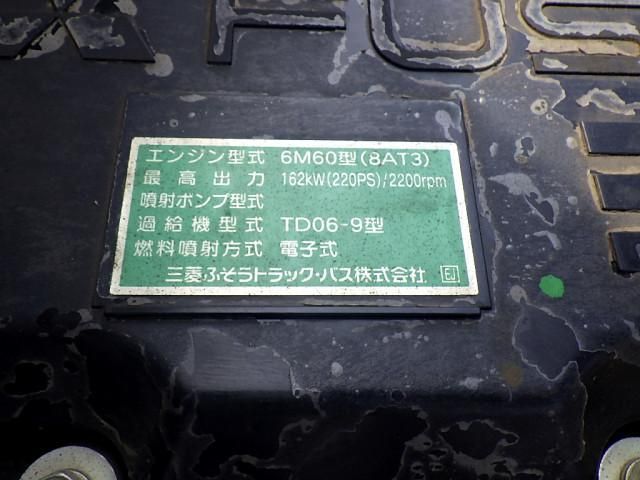 FUS
エンジン型式 6M60型(8AT3)
最高出力 162kW(220PS)/2200rpm
噴射ポンプ型式
過給機型式 TD06-9型
燃料噴射方式 電子式
三菱ふそうトラック・バス株式会社 EJ